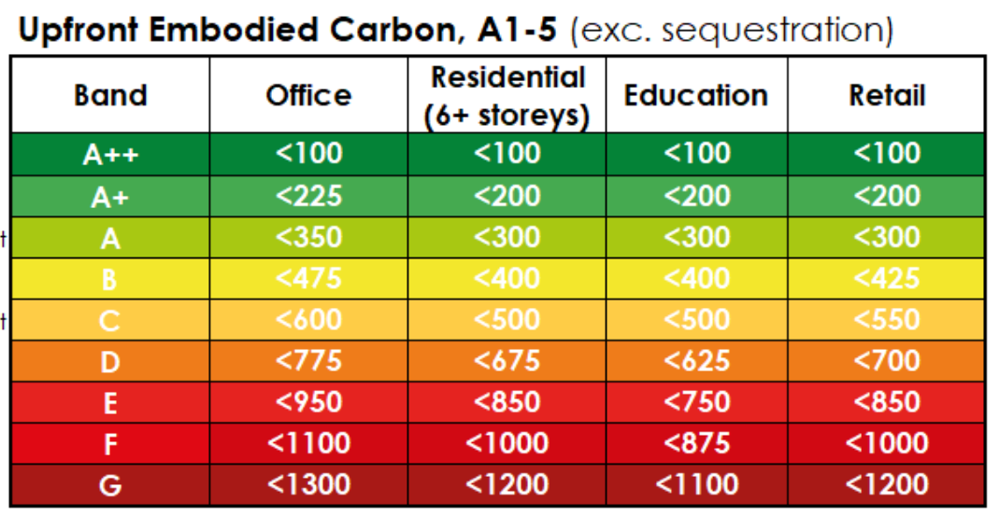 Upfront Embodied Carbon, A1-5 (exc. sequestration)
Band Office Residential (6+ storeys) Education Retail
A++ <100 <100 <100 <100
A+ <225 <200 <200 <200
t A <350 <300 <300 <300
B <475 <400 <400 <425
t C <600 <500 <500 <550
D <775 <675 <625 <700
E <950 <850 <750 <850
F <1100 <1000 <875 <1000
G <1300 <1200 <1100 <1200